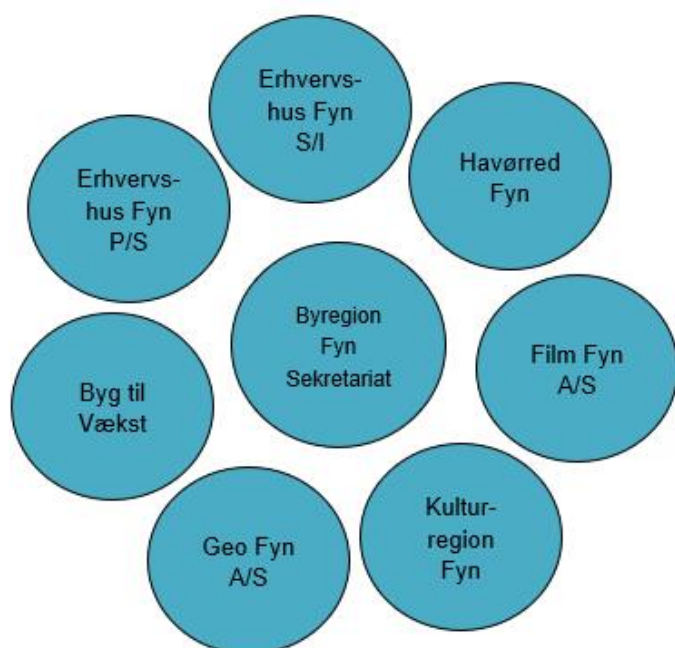 Erhvervs-
hus Fyn
S/I
Havørred
Fyn
Erhvervs-
hus Fyn
P/S
Byregion
Fyn
Sekretariat
Film Fyn
A/S
Byg til
Vækst
Kultur-
region
Fyn
Geo Fyn
A/S